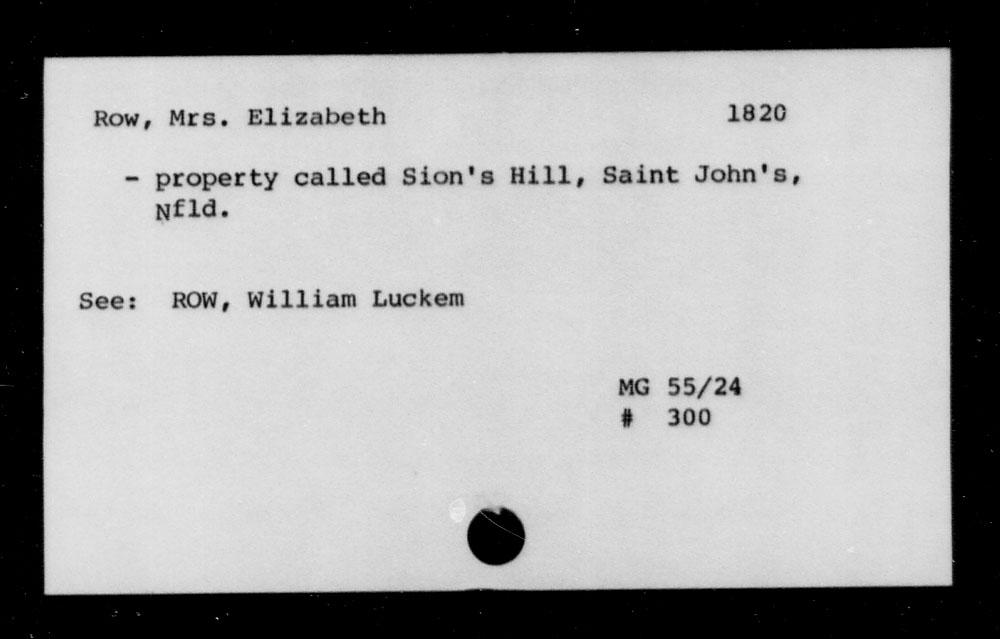 Row, Mrs. Elizabeth 1820
- property called Sion's Hill, Saint John's,
Nfld.
See: ROW, William Luckem
MG 55/24
# 300